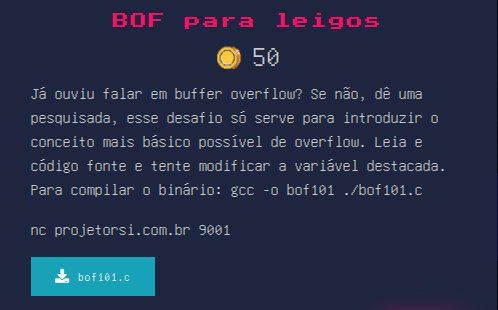 BOF para leigos
50
Já ouviu falar em buffer overflow? Se não, dê uma
pesquisada, esse desafio só serve para introduzir o
conceito mais básico possível de overflow. Leia e
código fonte e tente modificar a variável destacada.
Para compilar o binário: gcc -o bof101 ./bof101.c
nc projetorsi.com.br 9001
bof101.c